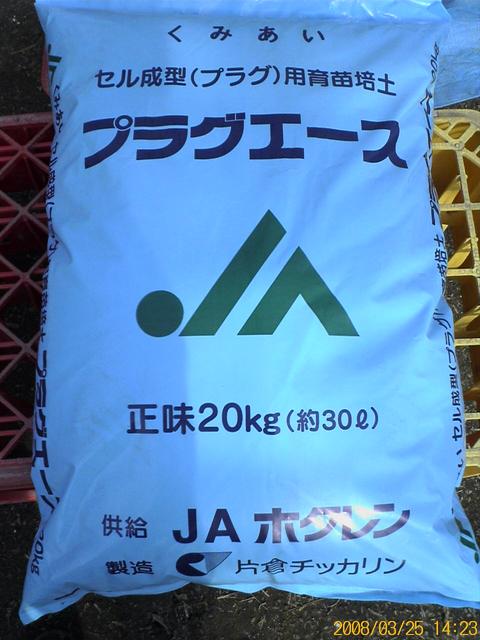 くみあい
セル成型(プラグ)用育苗培土
プラグエース
JA
正味20kg(約30ℓ)
供給 JAホクレン
製造 片倉チッカリン
2008/03/25 14:23